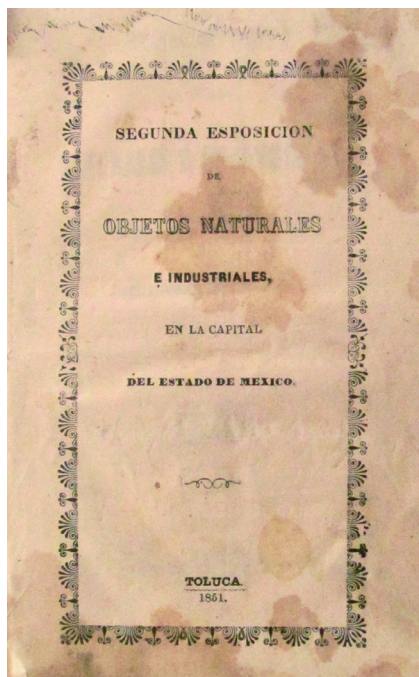 SEGUNDA ESPOSICION
DE
OBJETOS NATURALES
E INDUSTRIALES,
EN LA CAPITAL
DEL ESTADO DE MEXICO.
TOLUCA.
1851.